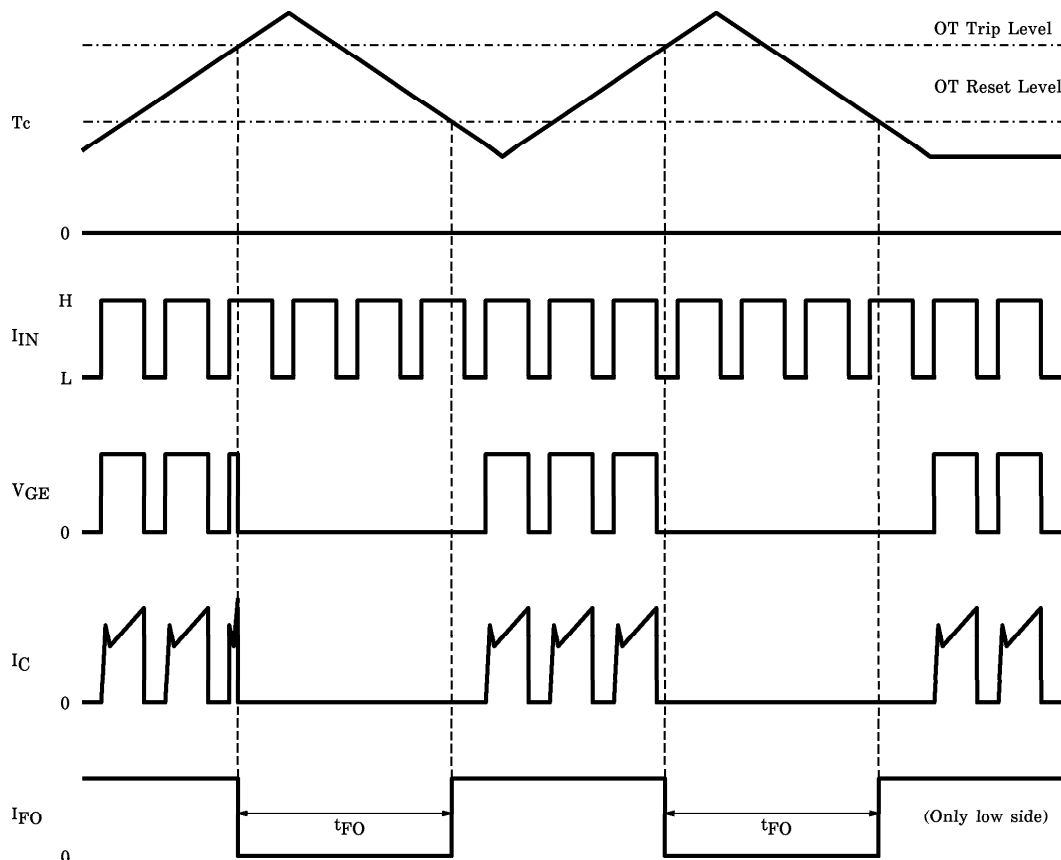 OT Trip Level
OT Reset Level
Tc
0
H
IIN
L
VGE
0
IC
0
IFO
tFO
tFO
(Only low side)
0